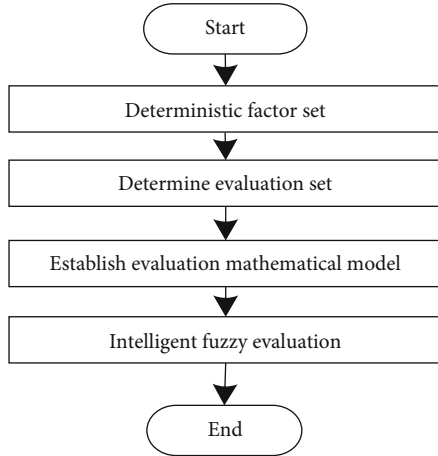 Start
Deterministic factor set
Determine evaluation set
Establish evaluation mathematical model
Intelligent fuzzy evaluation
End